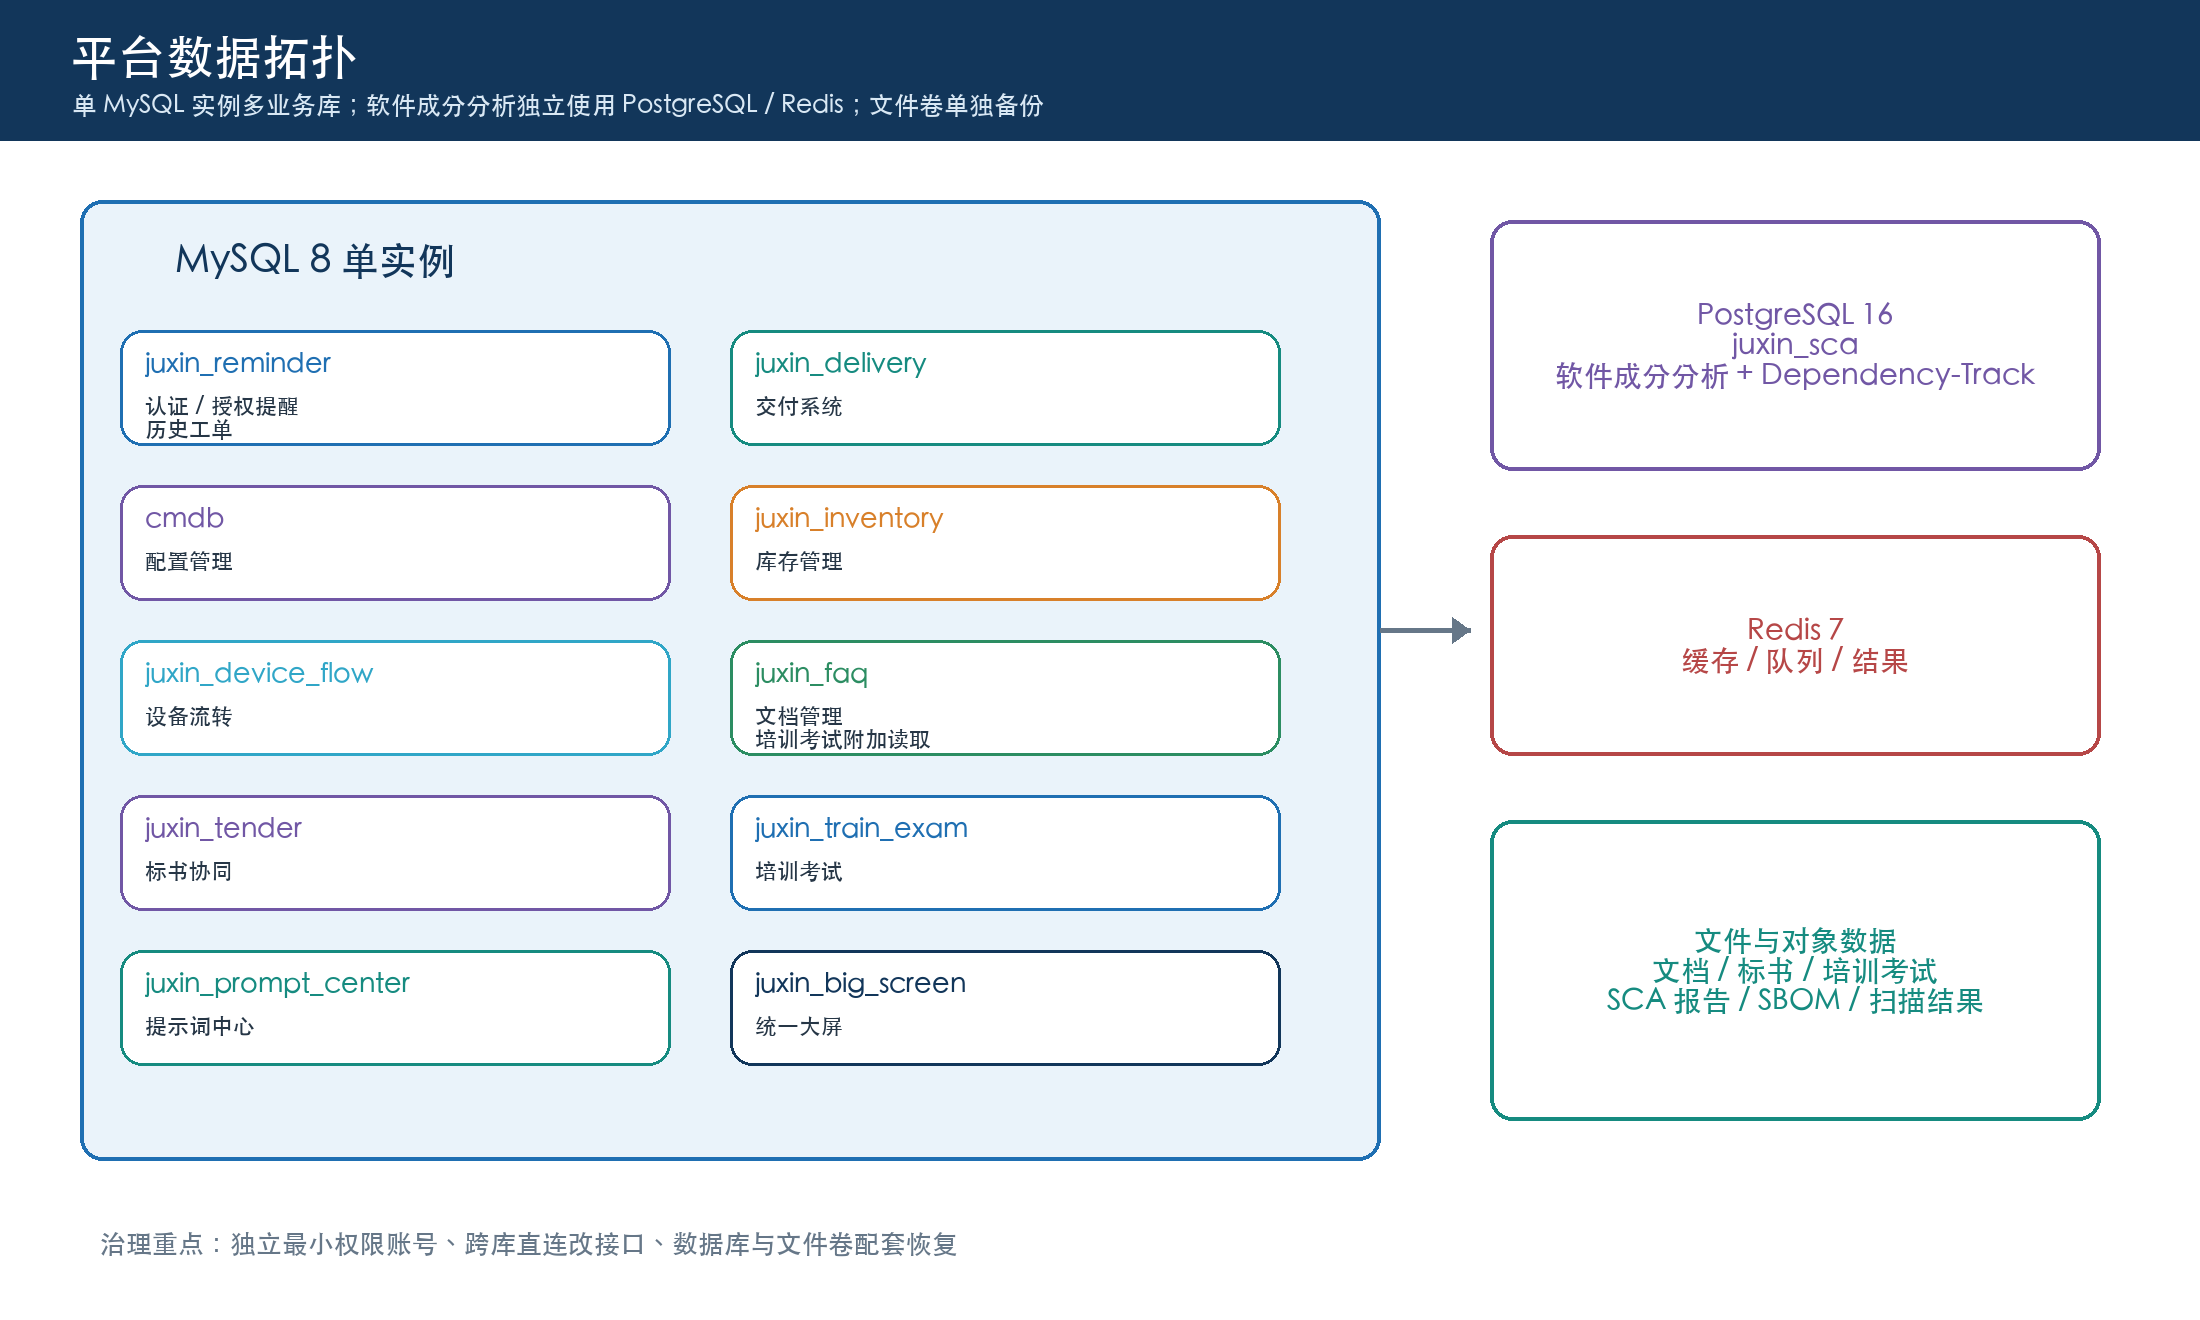 平台数据拓扑
单 MySQL 实例多业务库；软件成分分析独立使用 PostgreSQL / Redis；文件卷单独备份
MySQL 8 单实例
juxin_reminder
认证 / 授权提醒
历史工单
juxin_delivery
交付系统
cmdb
配置管理
juxin_inventory
库存管理
juxin_device_flow
设备流转
juxin_faq
文档管理
培训考试附加读取
juxin_tender
标书协同
juxin_train_exam
培训考试
juxin_prompt_center
提示词中心
juxin_big_screen
统一大屏
PostgreSQL 16
juxin_sca
软件成分分析 + Dependency-Track
Redis 7
缓存 / 队列 / 结果
文件与对象数据
文档 / 标书 / 培训考试
SCA 报告 / SBOM / 扫描结果
治理重点：独立最小权限账号、跨库直连改接口、数据库与文件卷配套恢复